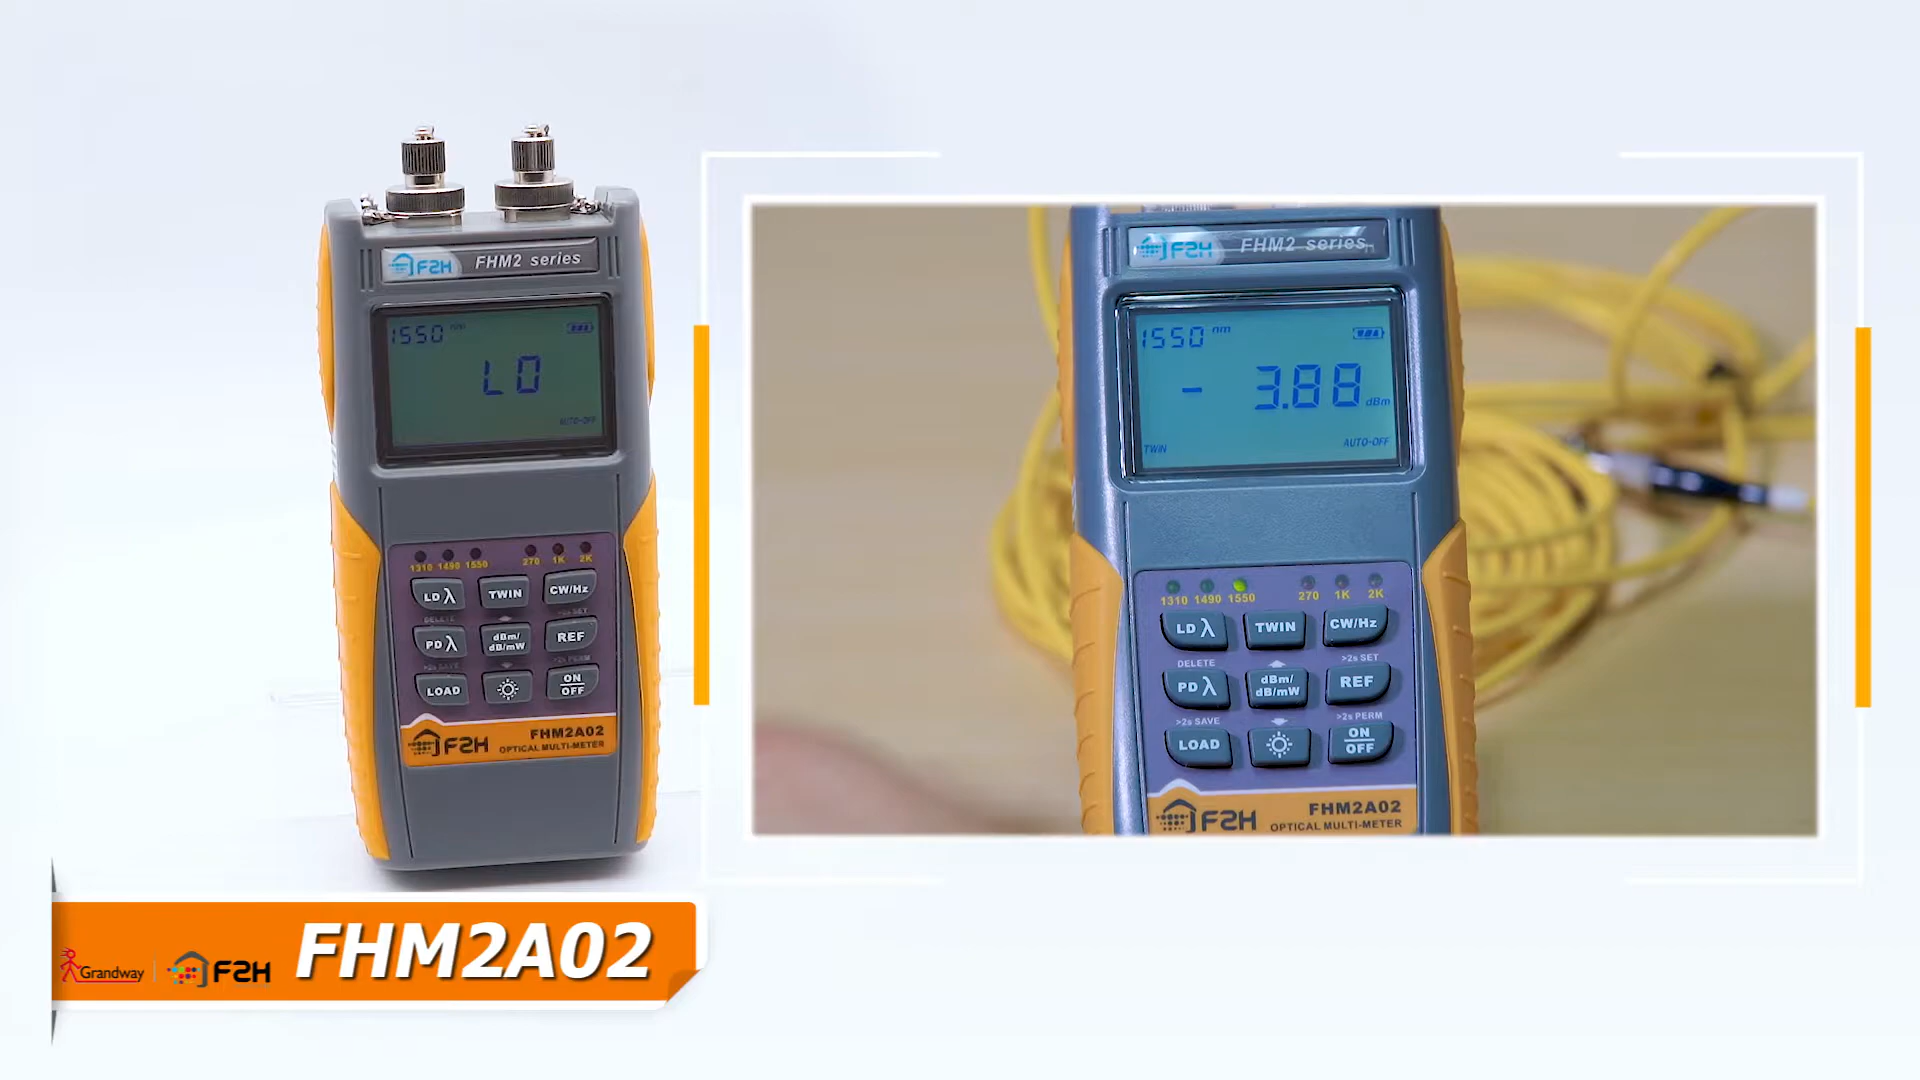 F2H FHM2 series
1550 nm
LO
AUTO-OFF
1310 1490 1550 270 1K 2K
LD λ TWIN CW/Hz
DELETE >2s SET
PD λ dBm/ dB/mW REF
>2s SAVE >2s PERM
LOAD ON OFF
F2H FHM2A02
OPTICAL MULTI-METER
F2H FHM2 series
1550 nm
- 3.88 dBm
TWIN AUTO-OFF
1310 1490 1550 270 1K 2K
LD λ TWIN CW/Hz
DELETE >2s SET
PD λ dBm/ dB/mW REF
>2s SAVE >2s PERM
LOAD ON OFF
F2H FHM2A02
OPTICAL MULTI-METER
Grandway F2H FHM2A02